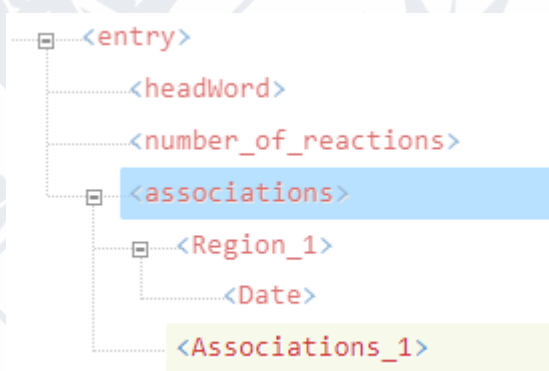 <entry>
<headWord>
<number_of_reactions>
<associations>
<Region_1>
<Date>
<Associations_1>